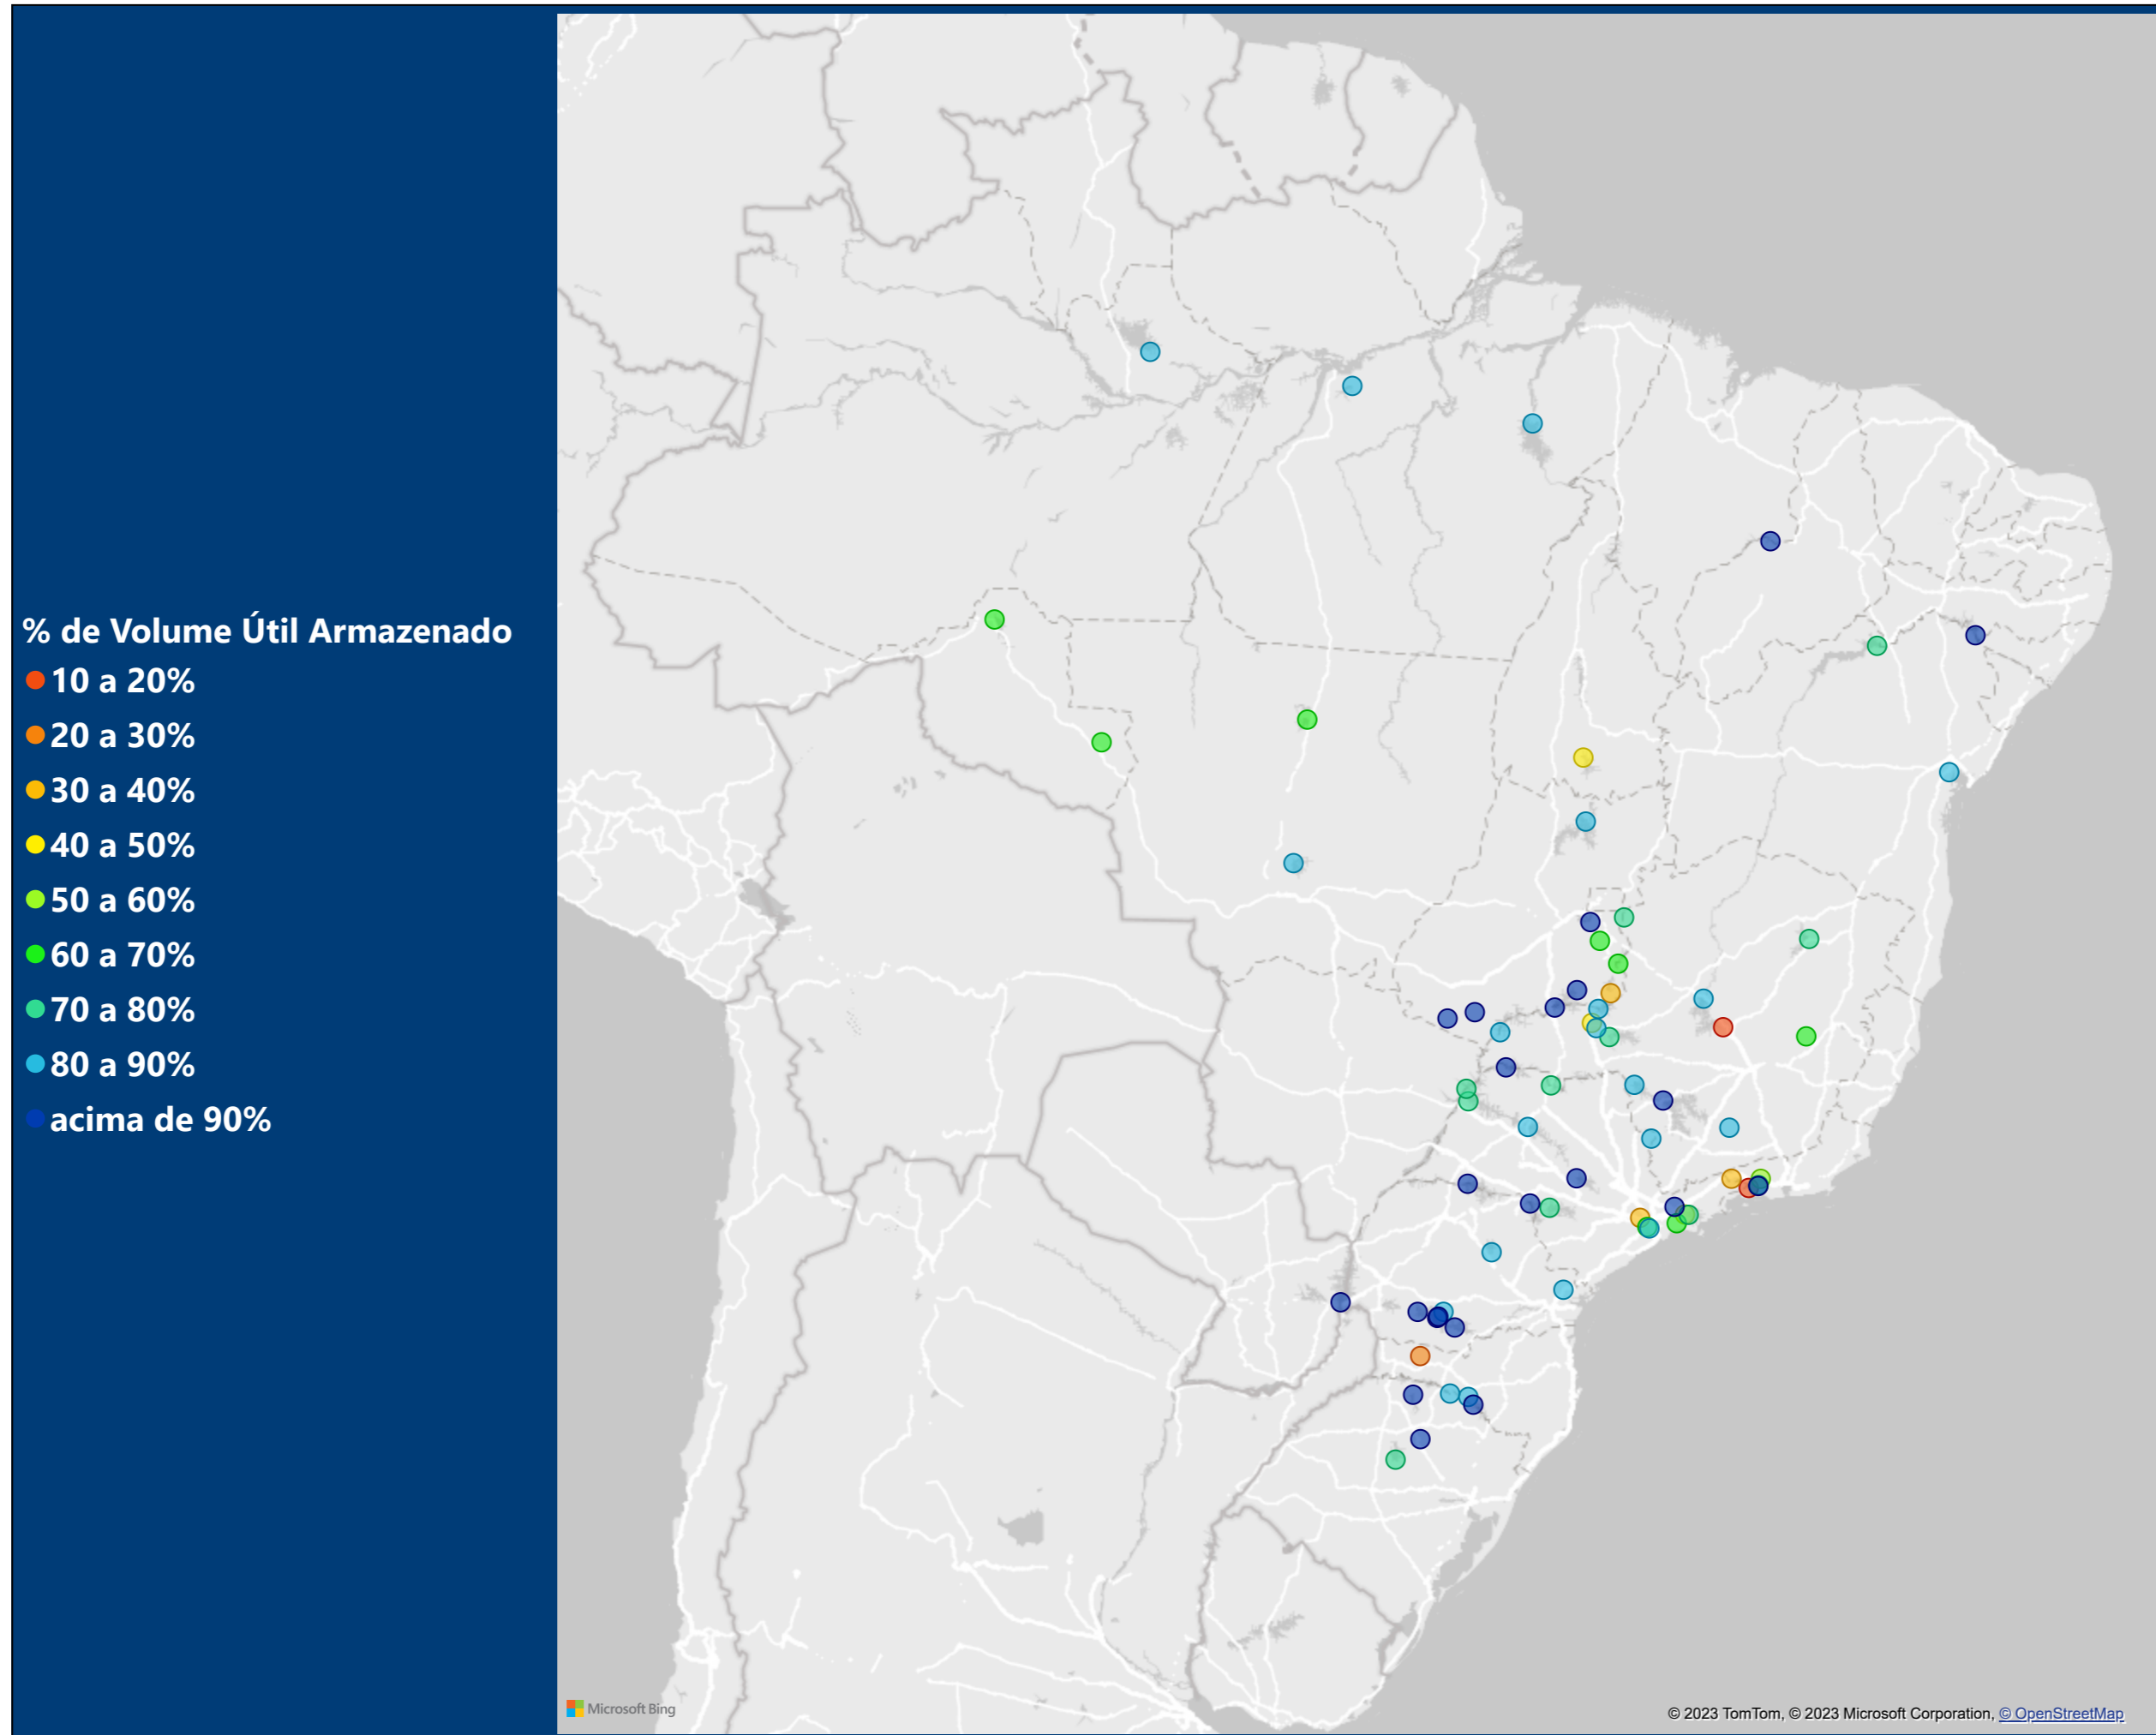 % de Volume Útil Armazenado
10 a 20%
20 a 30%
30 a 40%
40 a 50%
50 a 60%
60 a 70%
70 a 80%
80 a 90%
acima de 90%
Microsoft Bing
© 2023 TomTom, © 2023 Microsoft Corporation, © OpenStreetMap